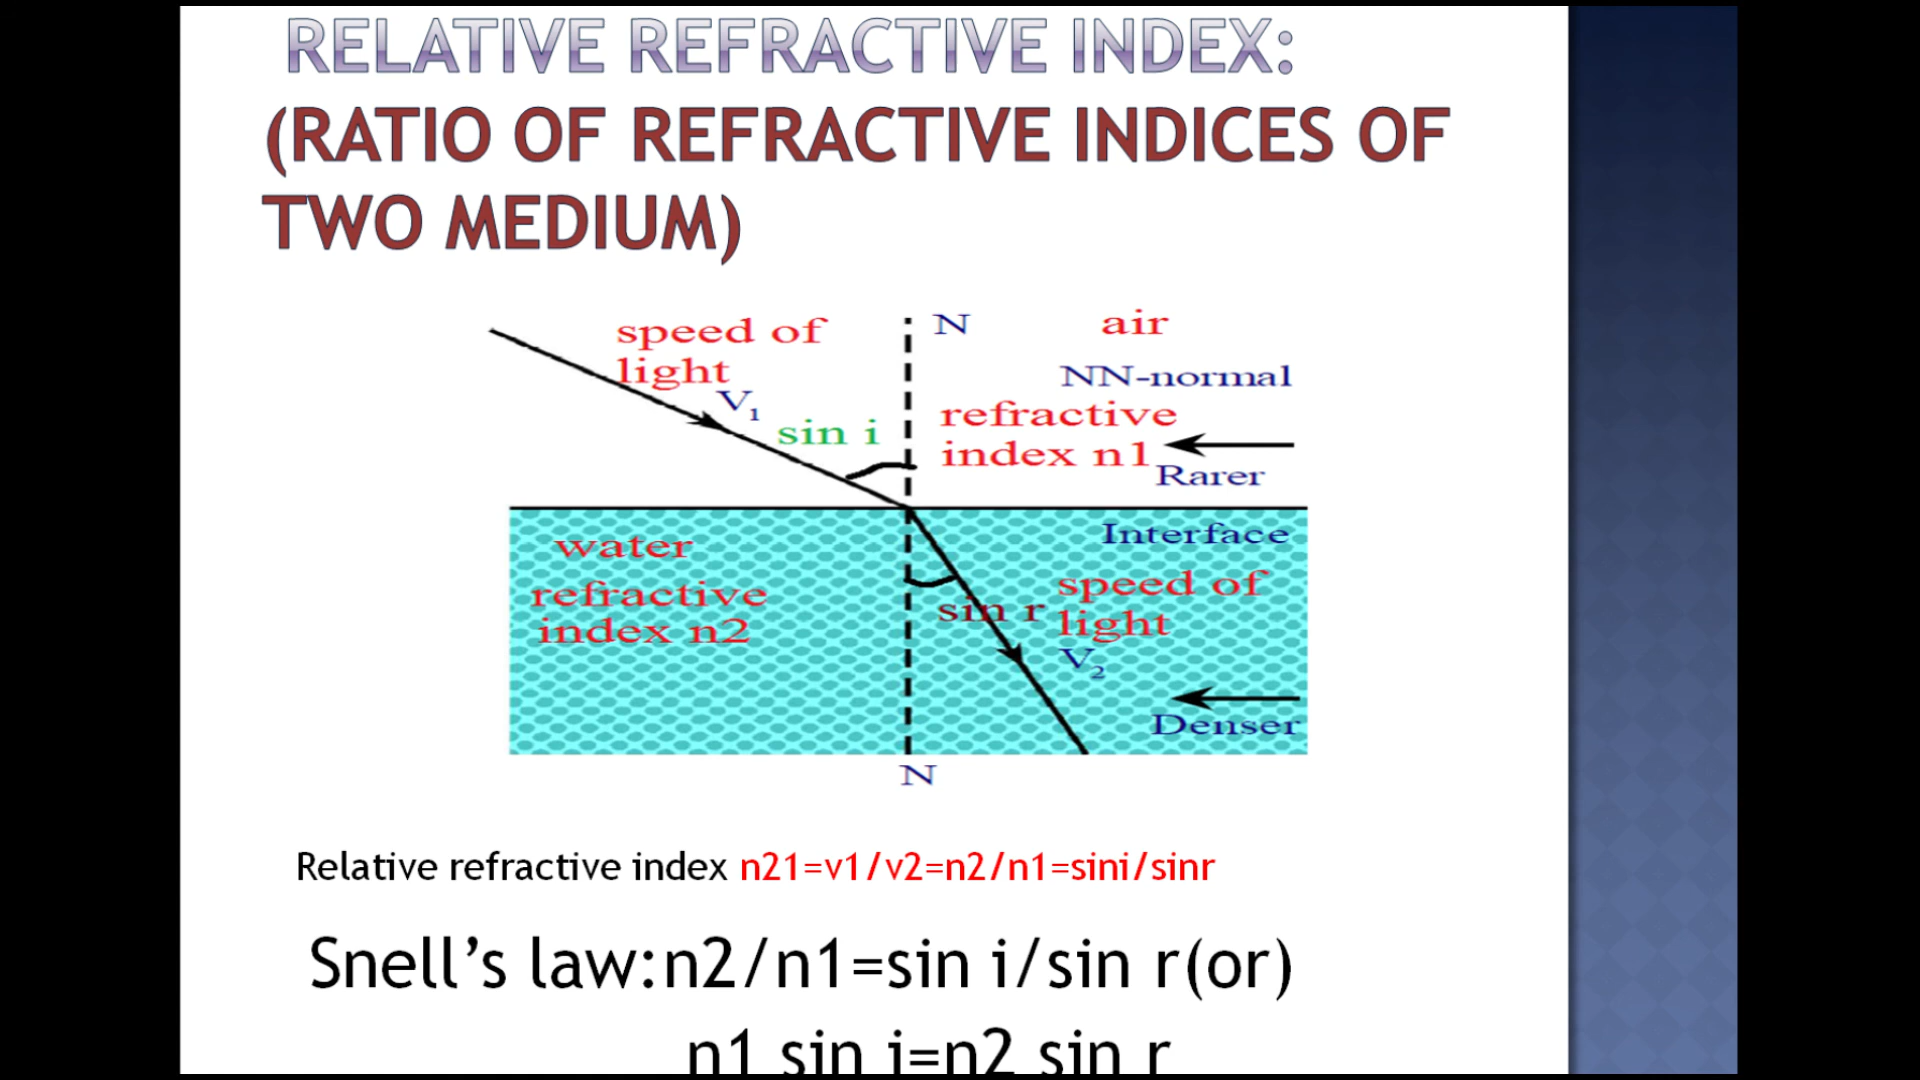 RELATIVE REFRACTIVE INDEX:
(RATIO OF REFRACTIVE INDICES OF
TWO MEDIUM)
speed of
light
V₁
sin i
N
air
NN-normal
refractive
index n1
Rarer
Interface
water
refractive
index n2
sin r
speed of
light
V₂
Denser
N
Relative refractive index n21=v1/v2=n2/n1=sini/sinr
Snell’s law:n2/n1=sin i/sin r(or)
n1 sin i=n2 sin r